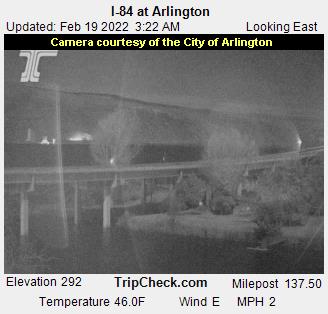 I-84 at Arlington
Updated: Feb 19 2022 3:22 AM Looking East
Camera courtesy of the City of Arlington
Elevation 292 TripCheck.com Milepost 137.50
Temperature 46.0F Wind E MPH 2